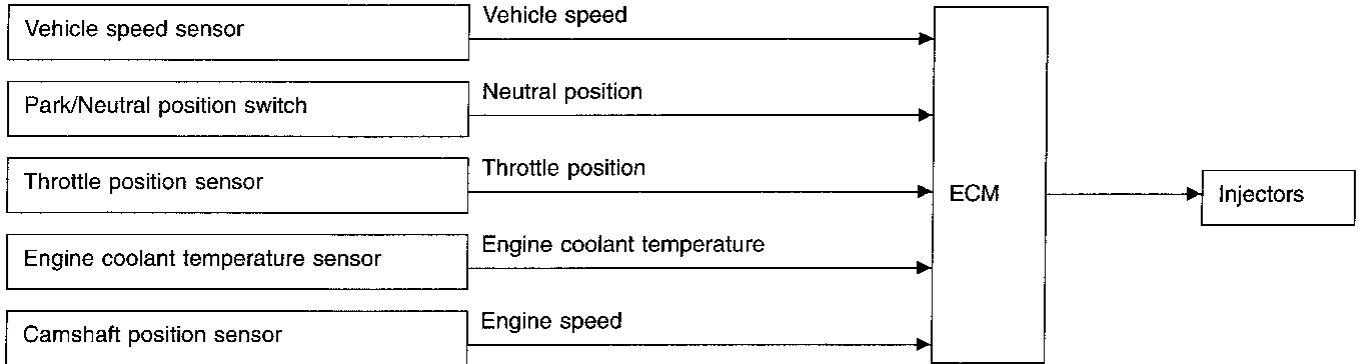 Vehicle speed sensor
Vehicle speed
Park/Neutral position switch
Neutral position
Throttle position sensor
Throttle position
ECM
Injectors
Engine coolant temperature sensor
Engine coolant temperature
Camshaft position sensor
Engine speed